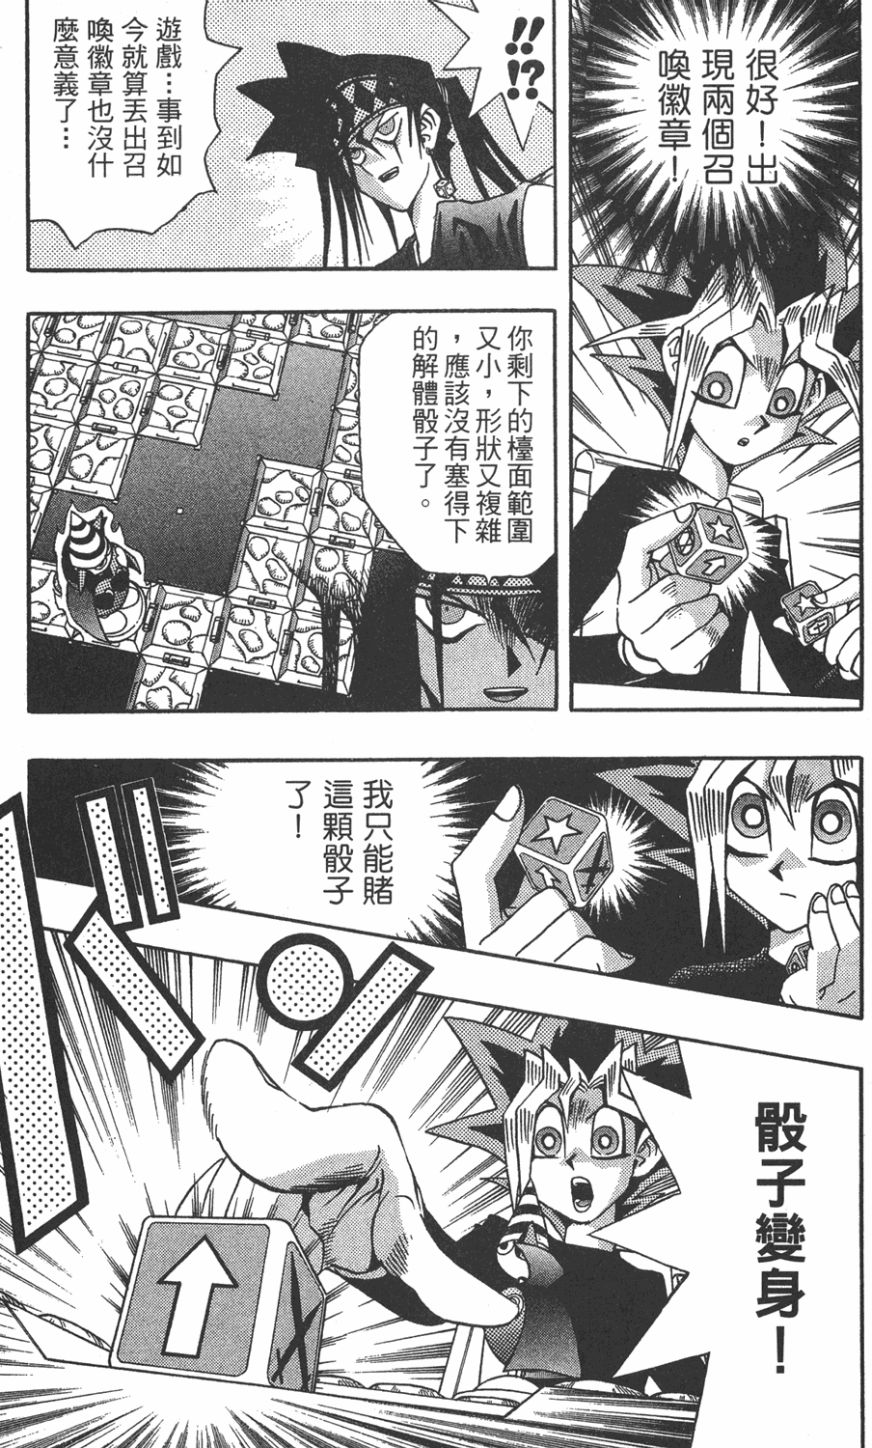 很好！出
現兩個召
喚徽章！
!!
!?
遊戲…事到如
今就算丟出召
喚徽章也沒什
麼意義了…
你剩下的檯面範圍
又小，形狀又複雜
，應該沒有塞得下
的解體骰子了。
我只能賭
這顆骰子
了！
骰子變身！
バン